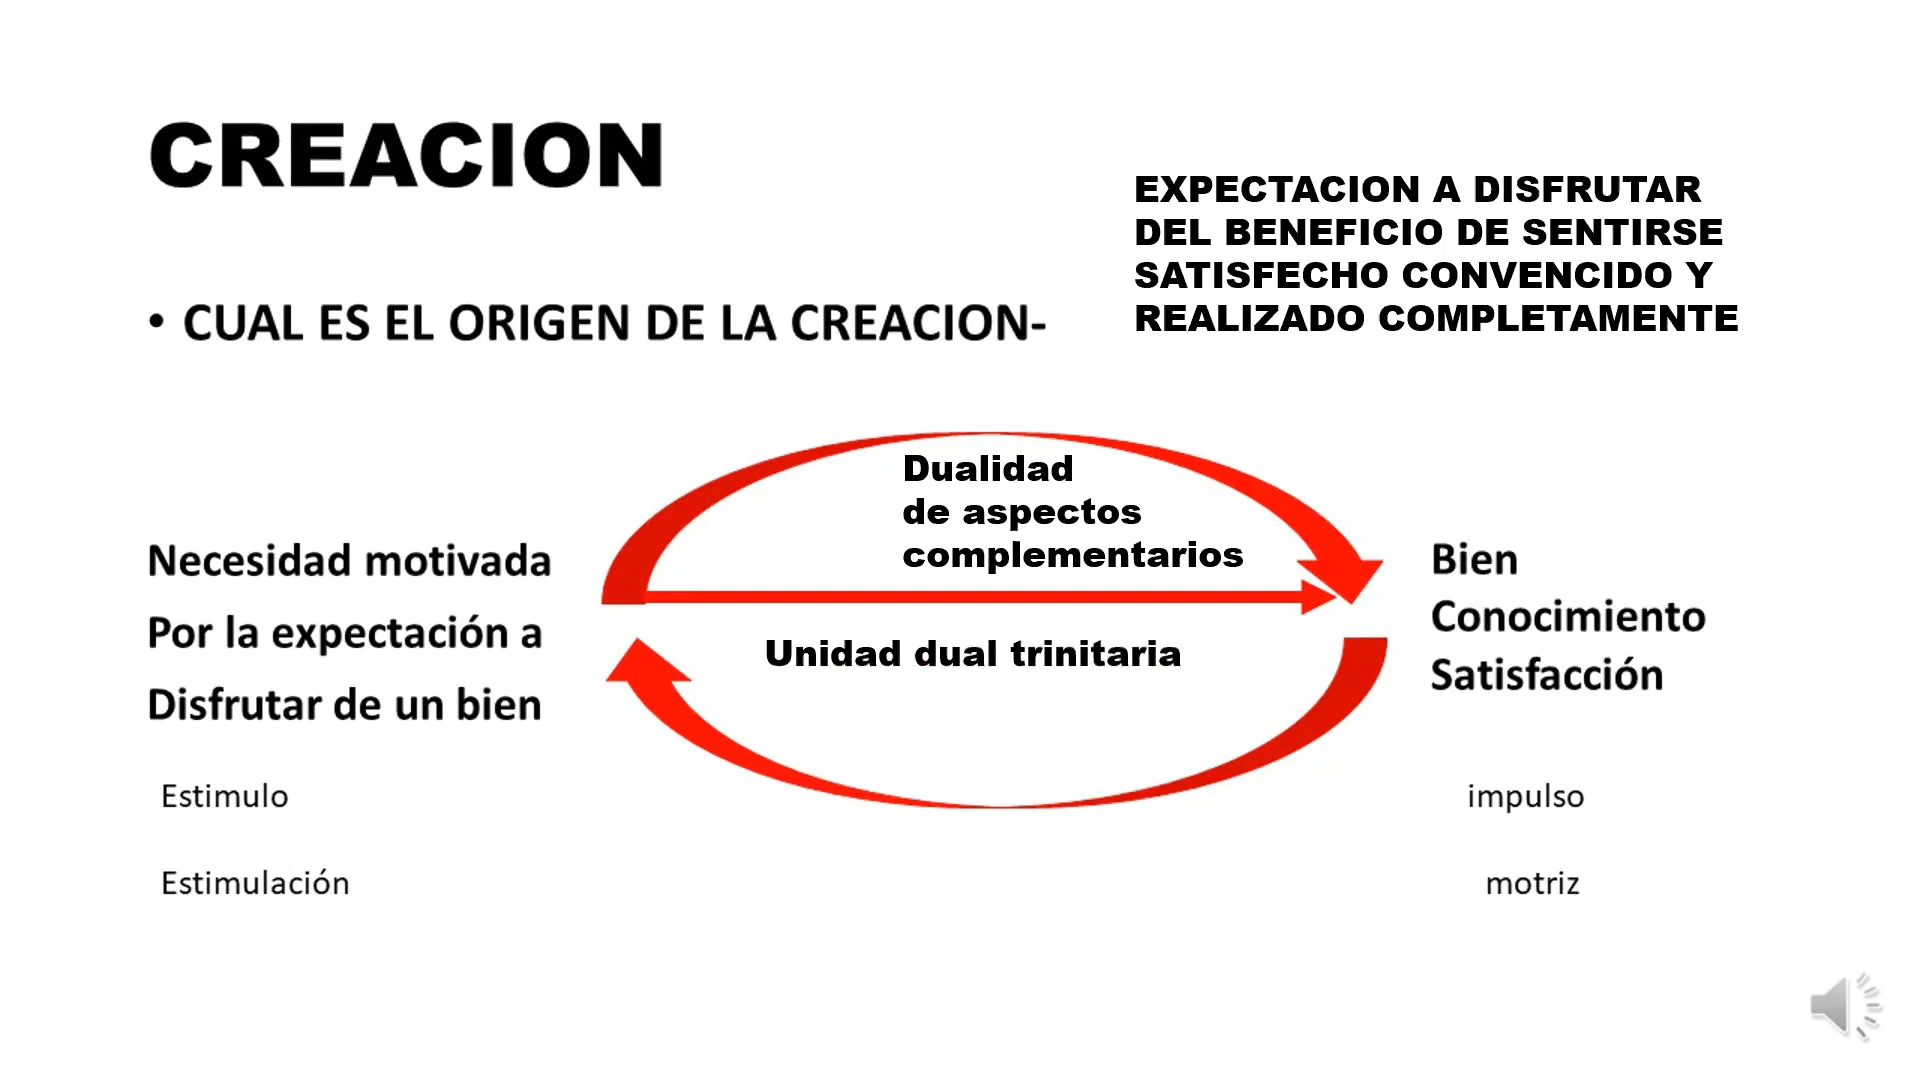 CREACION
EXPECTACION A DISFRUTAR
DEL BENEFICIO DE SENTIRSE
SATISFECHO CONVENCIDO Y
REALIZADO COMPLETAMENTE
• CUAL ES EL ORIGEN DE LA CREACION-
Dualidad
de aspectos
complementarios
Necesidad motivada
Por la expectación a
Disfrutar de un bien
Unidad dual trinitaria
Bien
Conocimiento
Satisfacción
Estimulo
impulso
Estimulación
motriz